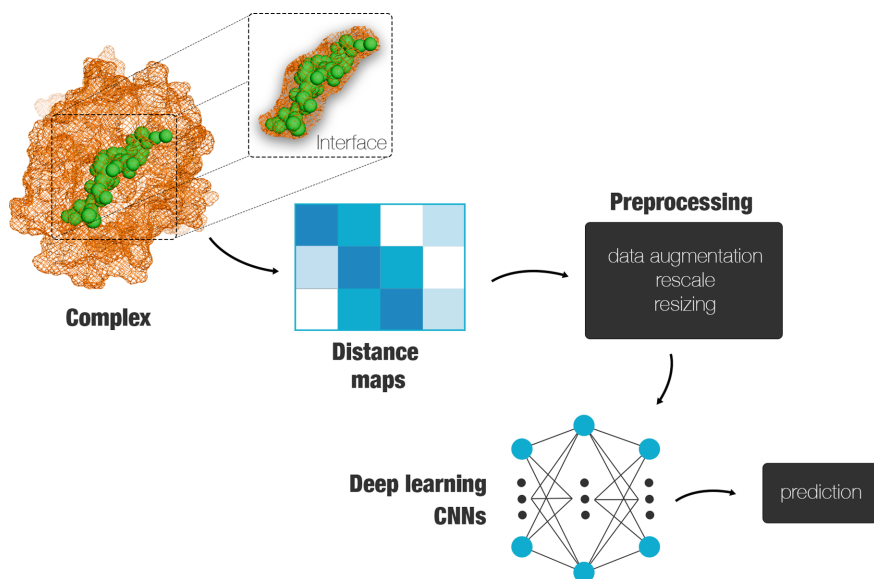 Interface
Complex
Distance
maps
Preprocessing
data augmentation
rescale
resizing
Deep learning
CNNs
prediction